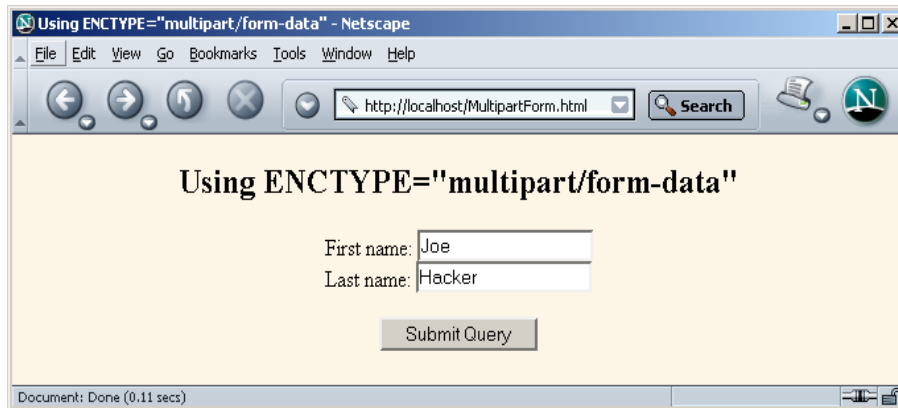 Using ENCTYPE="multipart/form-data" - Netscape
File Edit View Go Bookmarks Tools Window Help
http://localhost/MultipartForm.html Search N
Using ENCTYPE="multipart/form-data"
First name: Joe
Last name: Hacker
Submit Query
Document: Done (0.11 secs)